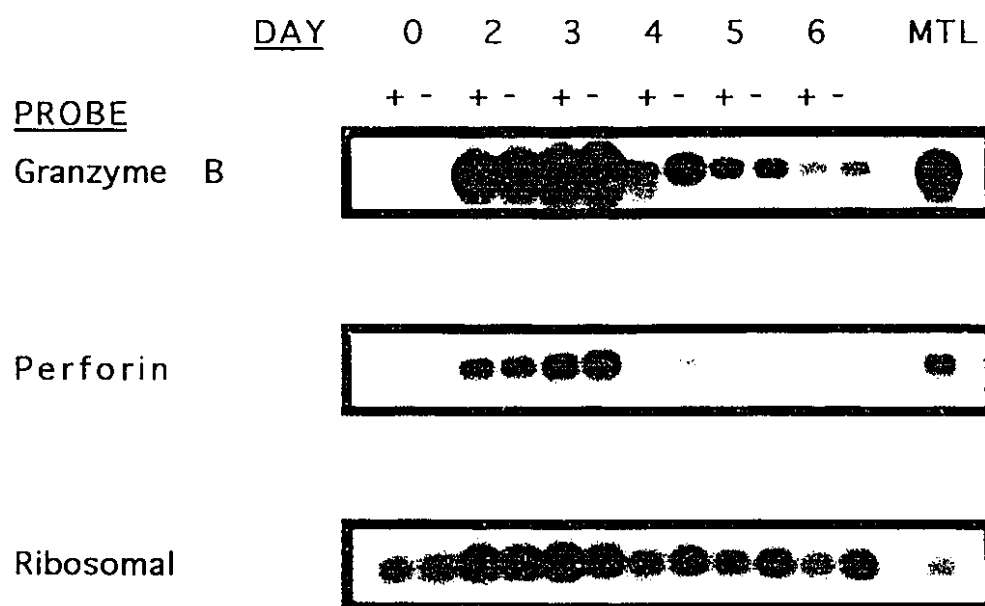 DAY 0 2 3 4 5 6 MTL
+ - + - + - + - + - + -
PROBE
Granzyme B
Perforin
Ribosomal